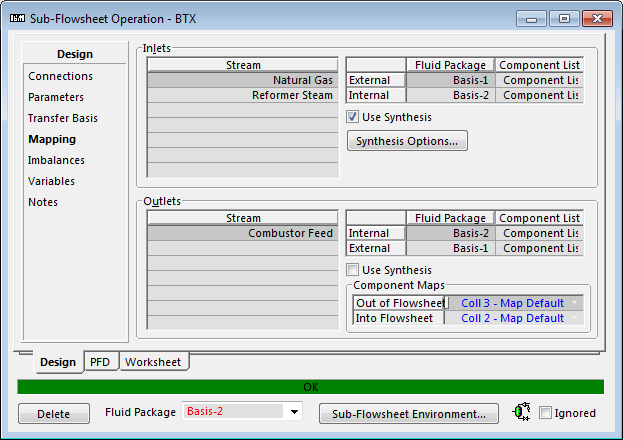 Sub-Flowsheet Operation - BTX
Design
Connections
Parameters
Transfer Basis
Mapping
Imbalances
Variables
Notes
Inlets
Stream
Natural Gas
Reformer Steam
Fluid Package Component List
External Basis-1 Component Lis
Internal Basis-2 Component Lis
Use Synthesis
Synthesis Options...
Outlets
Stream
Combustor Feed
Fluid Package Component List
Internal Basis-2 Component Lis
External Basis-1 Component Lis
Use Synthesis
Component Maps
Out of Flowsheet Coll 3 - Map Default
Into Flowsheet Coll 2 - Map Default
Design PFD Worksheet
OK
Delete Fluid Package Basis-2 Sub-Flowsheet Environment... Ignored